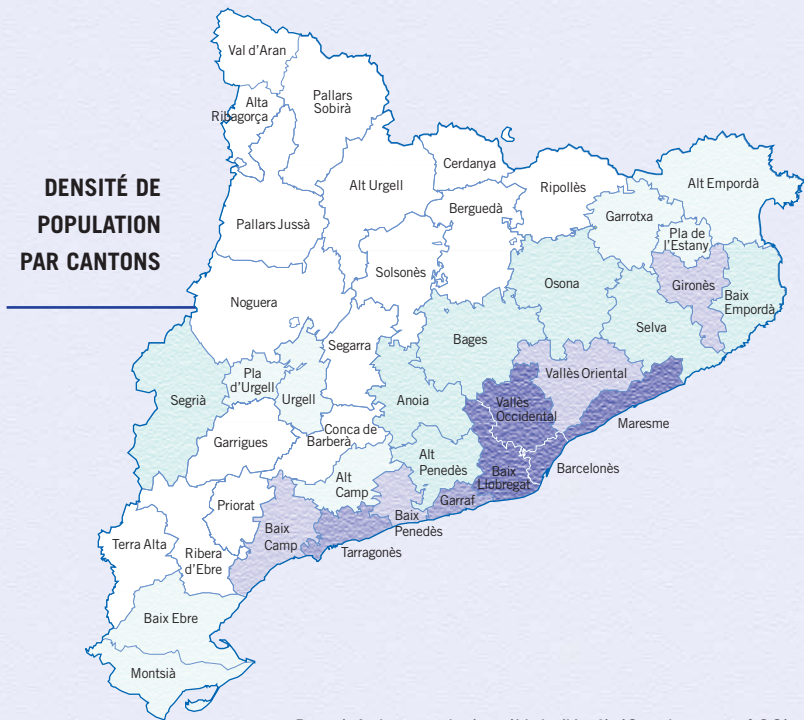 DENSITÉ DE
POPULATION
PAR CANTONS
Val d'Aran
Alta
Ribagorça
Pallars
Sobirà
Cerdanya
Alt Urgell
Ripollès
Alt Empordà
Berguedà
Garrotxa
Pallars Jussà
Pla de
l'Estany
Solsonès
Osona
Gironès
Baix
Empordà
Noguera
Selva
Bages
Segarra
Pla
d'Urgell
Vallès Oriental
Segrià
Urgell
Anoia
Vallès
Occidental
Maresme
Garrigues
Conca de
Barberà
Alt
Penedès
Barcelonès
Alt
Camp
Baix
Llobregat
Priorat
Garraf
Baix
Penedès
Baix
Camp
Tarragonès
Terra Alta
Ribera
d'Ebre
Baix Ebre
Montsià